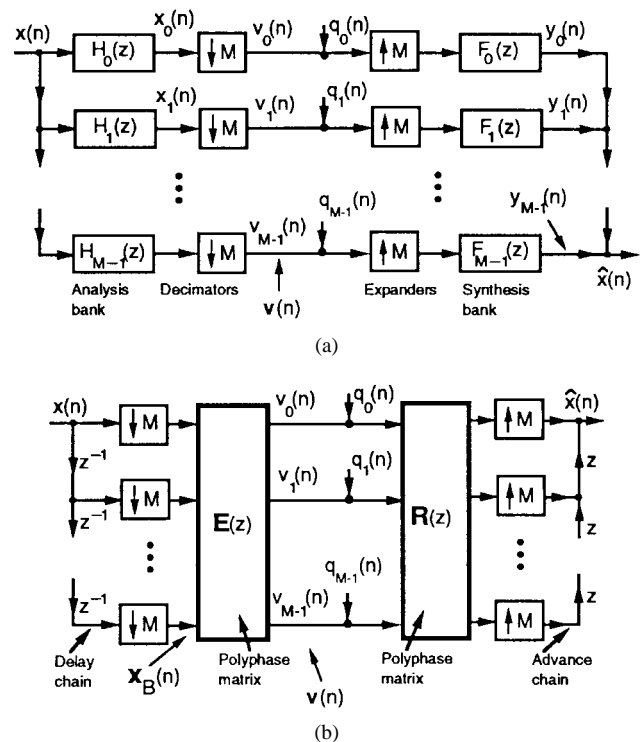 x(n) H_0(z) x_0(n) ↓M v_0(n) q_0(n) ↑M F_0(z) y_0(n)
H_1(z) x_1(n) ↓M v_1(n) q_1(n) ↑M F_1(z) y_1(n)
H_{M-1}(z) ↓M v_{M-1}(n) q_{M-1}(n) ↑M F_{M-1}(z) y_{M-1}(n) x̂(n)
Analysis bank
Decimators
v(n)
Expanders
Synthesis bank
(a)
x(n) ↓M v_0(n) q_0(n) ↑M x̂(n)
z^{-1} z
z^{-1} ↓M E(z) v_1(n) q_1(n) R(z) ↑M z
z^{-1} ↓M v_{M-1}(n) q_{M-1}(n) ↑M z
Delay chain
x_B(n)
Polyphase matrix
v(n)
Polyphase matrix
Advance chain
(b)